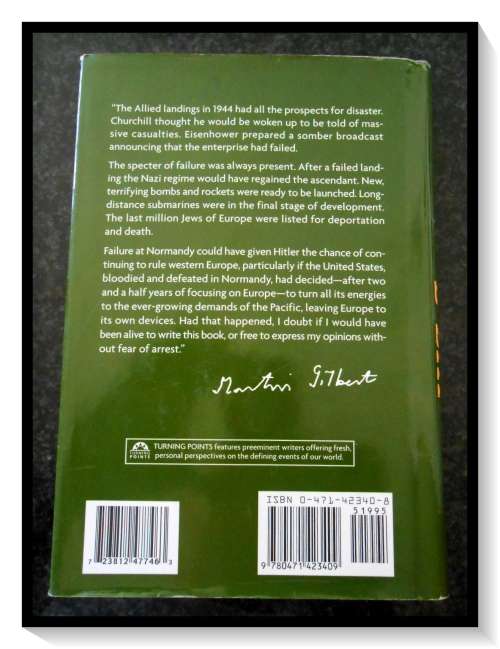 "The Allied landings in 1944 had all the prospects for disaster.
Churchill thought he would be woken up to be told of mas-
sive casualties. Eisenhower prepared a somber broadcast
announcing that the enterprise had failed.
The specter of failure was always present. After a failed land-
ing the Nazi regime would have regained the ascendant. New,
terrifying bombs and rockets were ready to be launched. Long-
distance submarines were in the final stage of development.
The last million Jews of Europe were listed for deportation
and death.
Failure at Normandy could have given Hitler the chance of con-
tinuing to rule western Europe, particularly if the United States,
bloodied and defeated in Normandy, had decided—after two
and a half years of focusing on Europe—to turn all its energies
to the ever-growing demands of the Pacific, leaving Europe to
its own devices. Had that happened, I doubt if I would have
been alive to write this book, or free to express my opinions with-
out fear of arrest."
Martin Gilbert
TURNING POINTS
TURNING POINTS features preeminent writers offering fresh,
personal perspectives on the defining events of our world.
ISBN 0-471-42340-8
51995
7 23812 47746 3
9 780471 423409